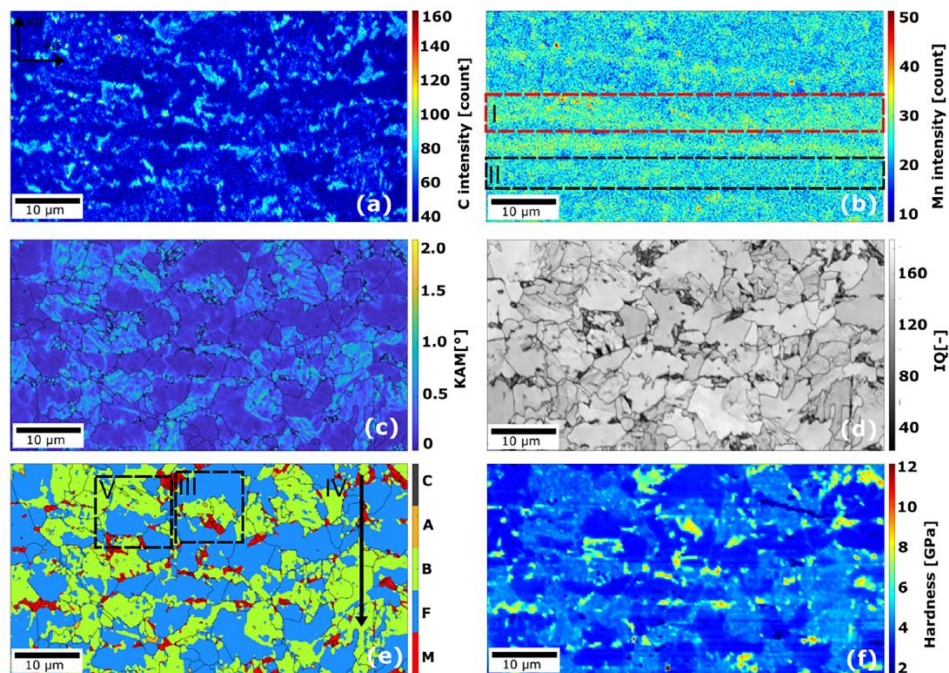 160
140
120
100
80
60
40
C intensity [count]
10 µm
(a)
50
40
30
20
10
Mn intensity [count]
I
II
10 µm
(b)
2.0
1.5
1.0
0.5
0
KAM[°]
10 µm
(c)
160
120
80
40
IQ[-]
10 µm
(d)
V
III
IV
C
A
B
F
M
10 µm
(e)
12
10
8
6
4
2
Hardness [GPa]
10 µm
(f)